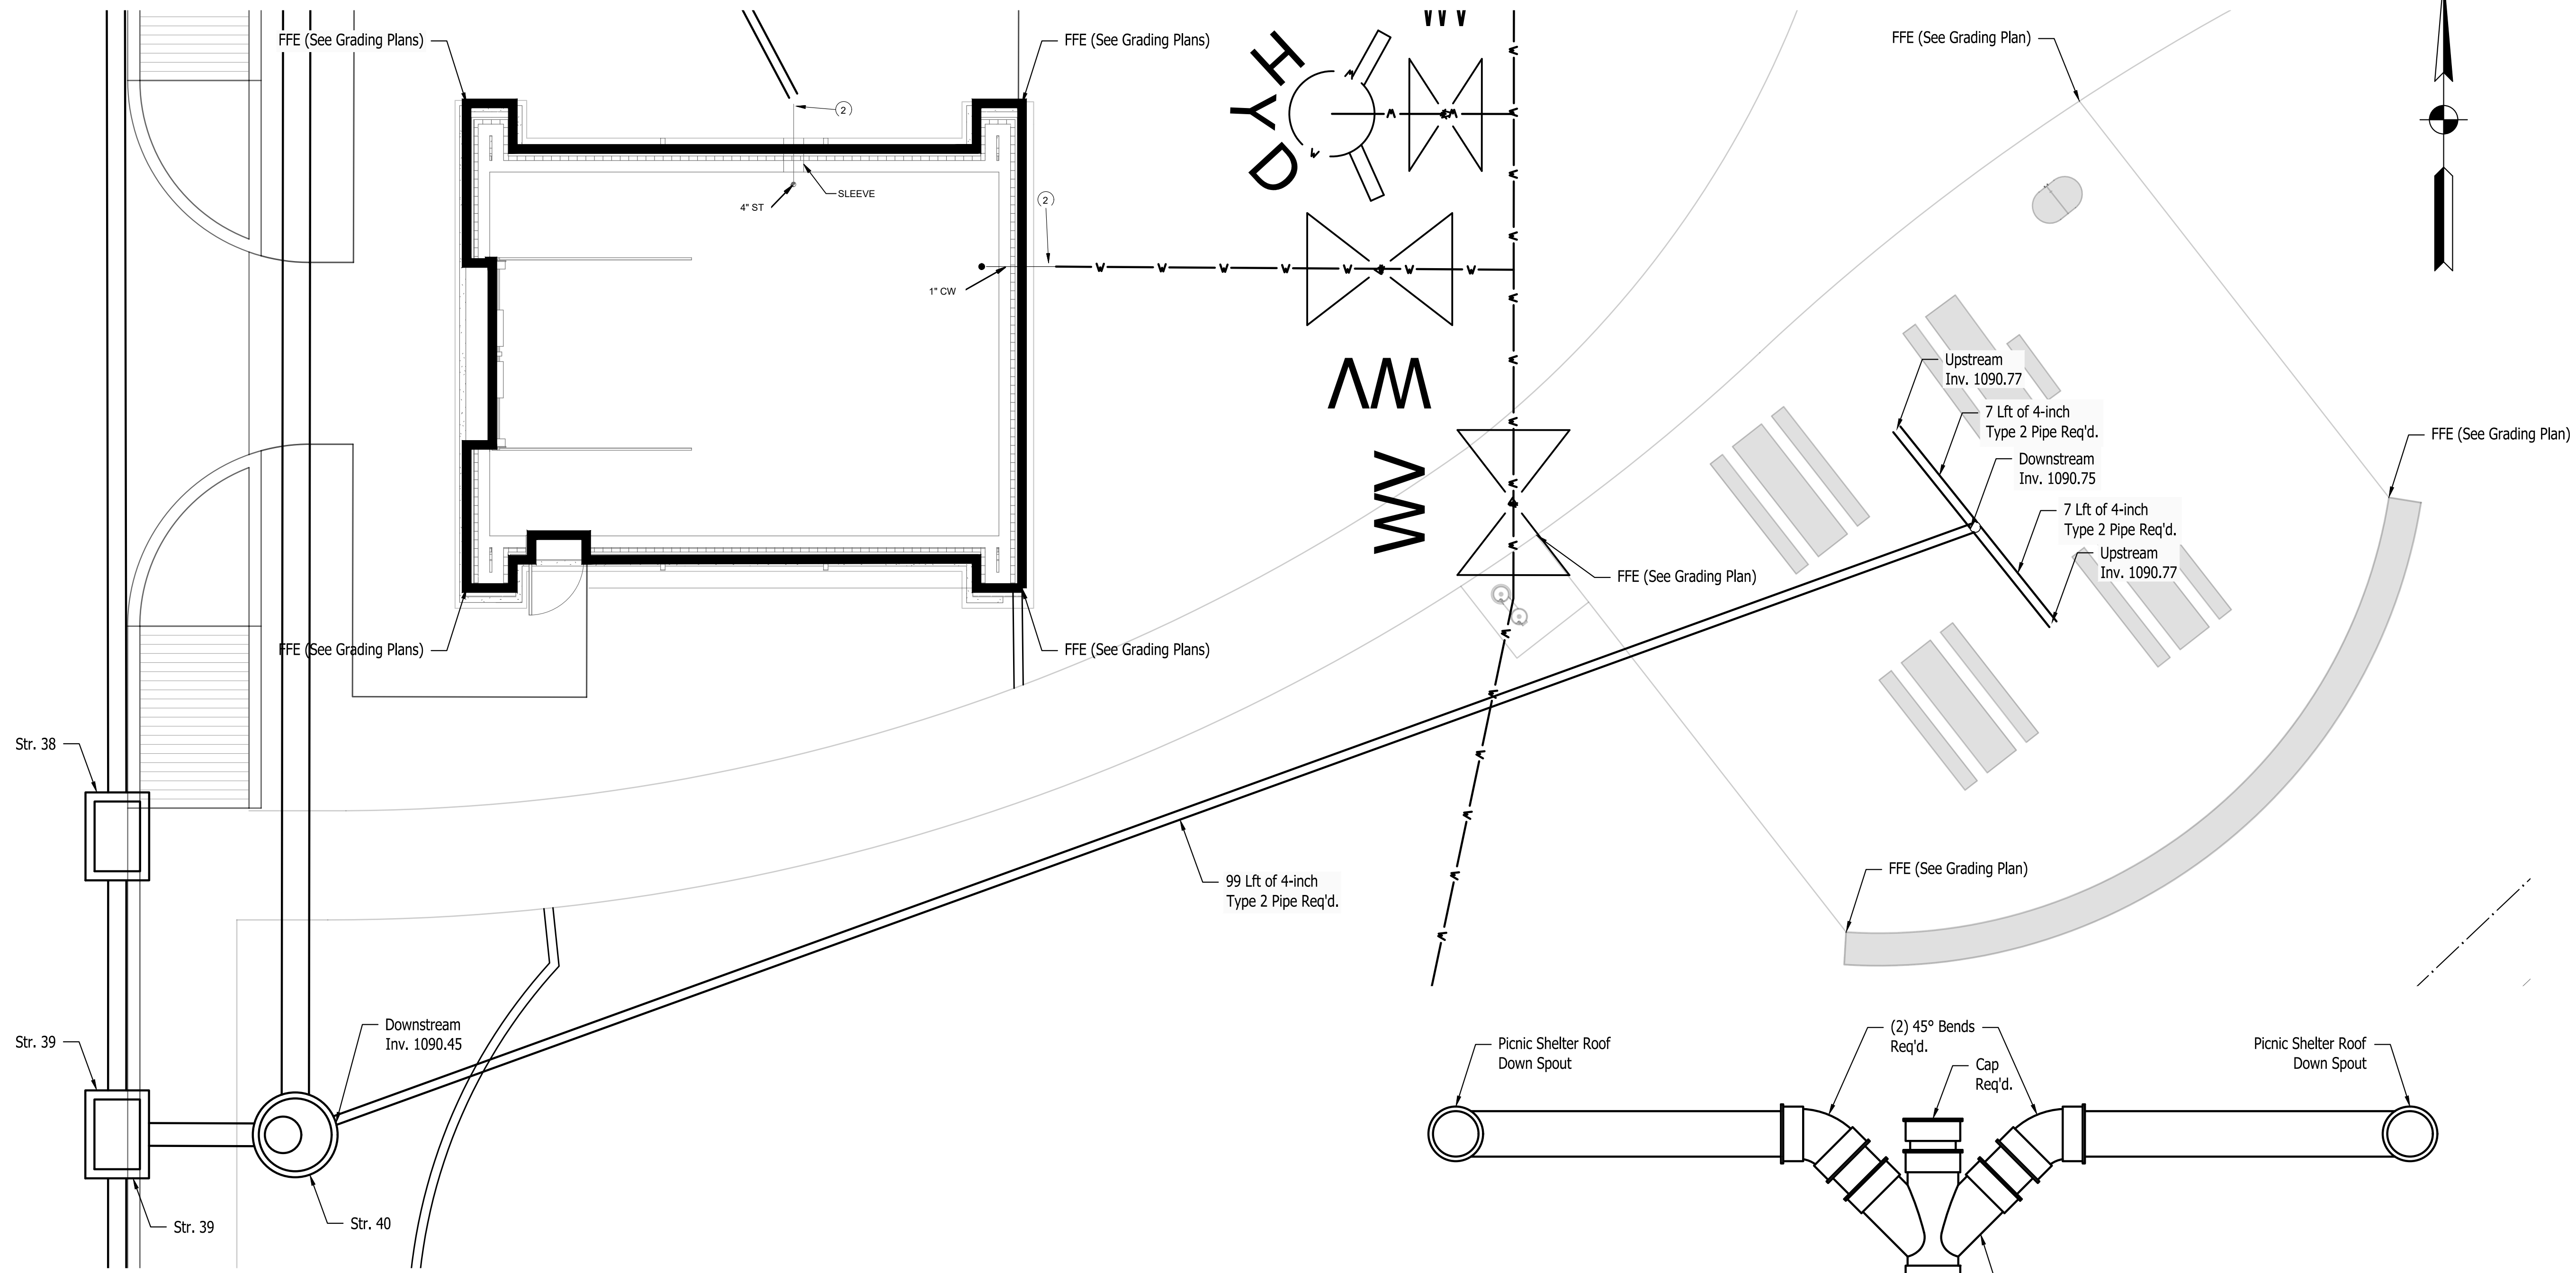 FFE (See Grading Plans)
FFE (See Grading Plans)
FFE (See Grading Plan)
HYD
2
SLEEVE
4" ST
2
1" CW
WV
WV
Upstream
Inv. 1090.77
7 Lft of 4-inch
Type 2 Pipe Req'd.
Downstream
Inv. 1090.75
7 Lft of 4-inch
Type 2 Pipe Req'd.
Upstream
Inv. 1090.77
FFE (See Grading Plan)
FFE (See Grading Plan)
FFE (See Grading Plans)
FFE (See Grading Plans)
Str. 38
99 Lft of 4-inch
Type 2 Pipe Req'd.
FFE (See Grading Plan)
Downstream
Inv. 1090.45
Str. 39
Str. 39
Str. 40
Picnic Shelter Roof
Down Spout
(2) 45° Bends
Req'd.
Cap
Req'd.
Picnic Shelter Roof
Down Spout
W W W W W W W
W W W W W W W W W W W W W W W W
W W W W